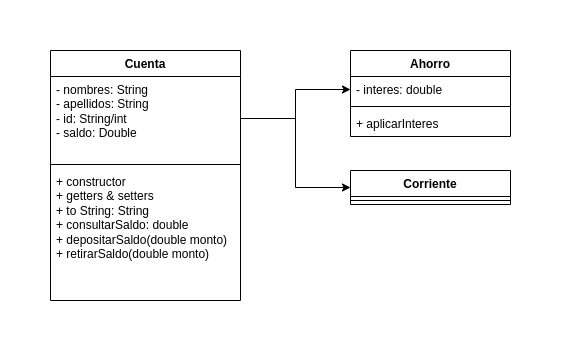 Cuenta
- nombres: String
- apellidos: String
- id: String/int
- saldo: Double
+ constructor
+ getters & setters
+ to String: String
+ consultarSaldo: double
+ depositarSaldo(double monto)
+ retirarSaldo(double monto)
Ahorro
- interes: double
+ aplicarInteres
Corriente